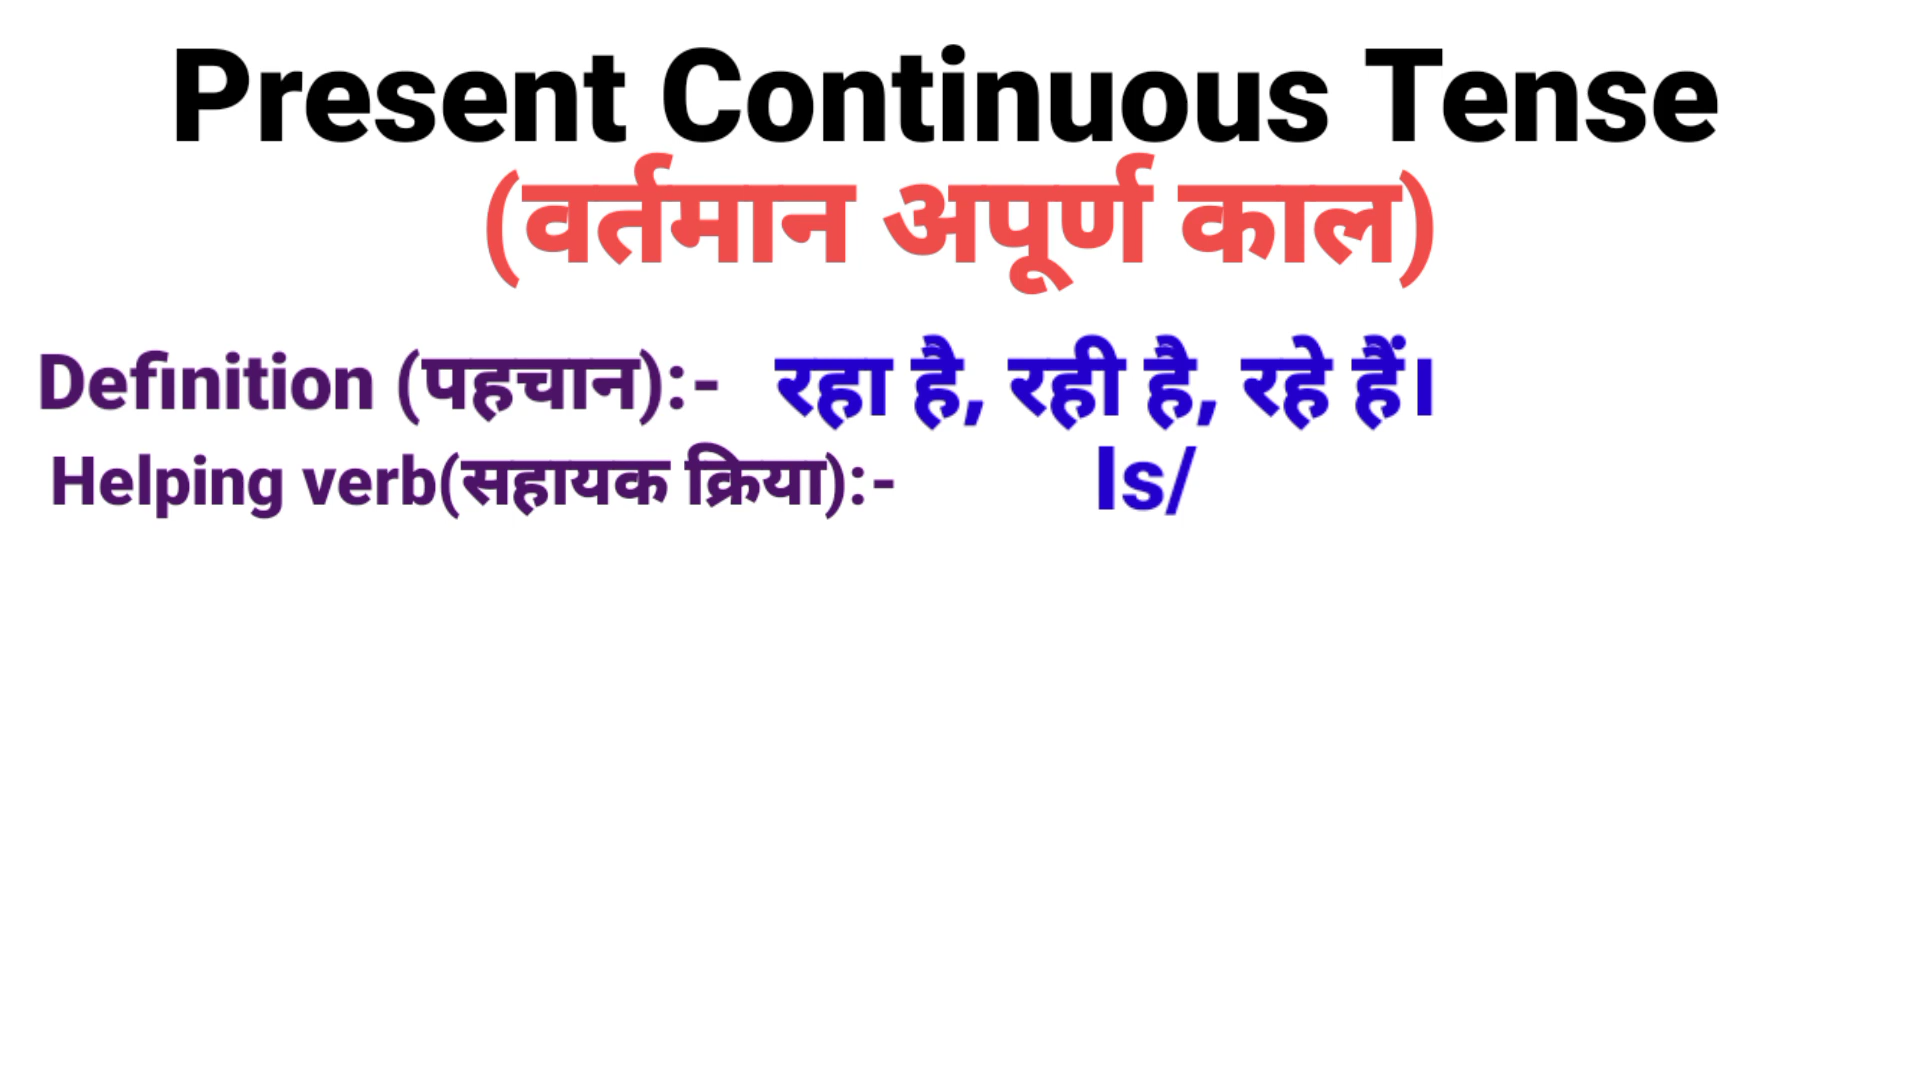 Present Continuous Tense
(वर्तमान अपूर्ण काल)
Definition (पहचान):- रहा है, रही है, रहे हैं।
Helping verb(सहायक क्रिया):- Is/